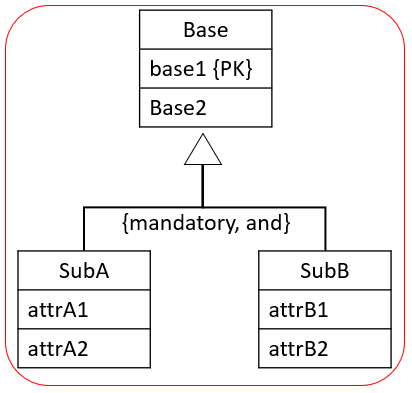 Base
base1 {PK}
Base2
{mandatory, and}
SubA
attrA1
attrA2
SubB
attrB1
attrB2